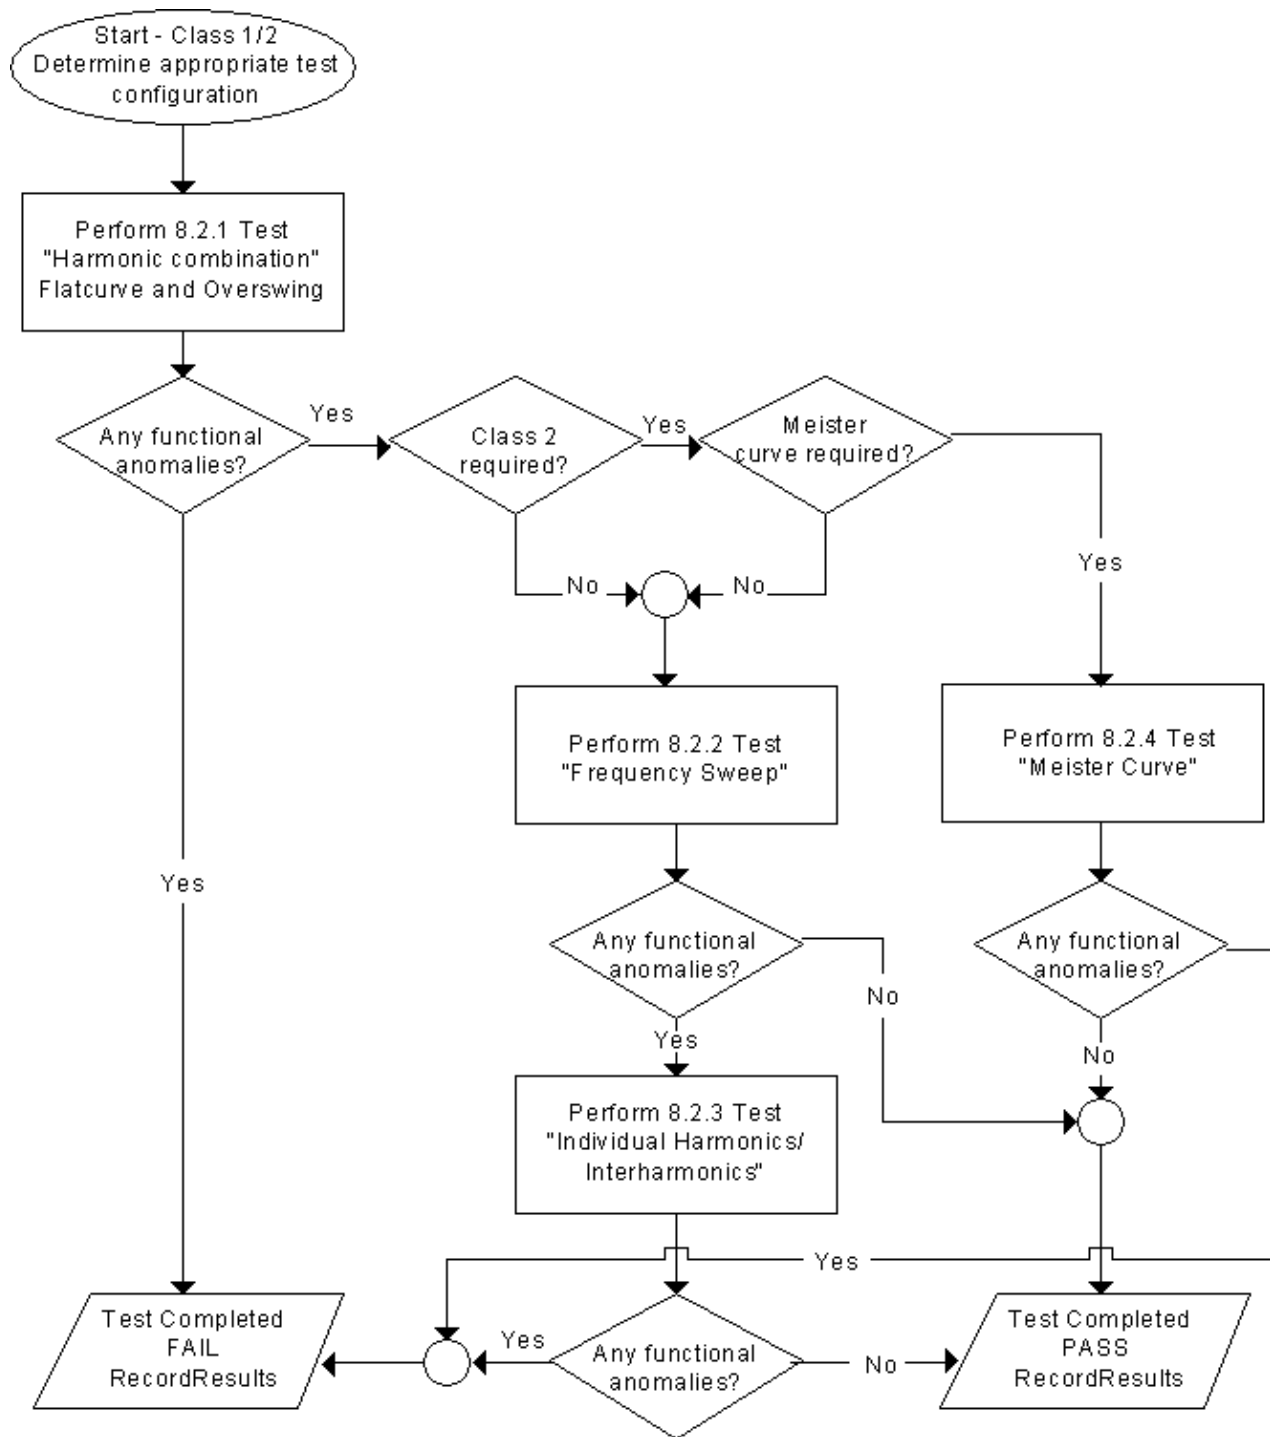 Start - Class 1/2
Determine appropriate test
configuration
Perform 8.2.1 Test
"Harmonic combination"
Flatcurve and Overswing
Any functional
anomalies?
Yes
Class 2
required?
Yes
Meister
curve required?
Yes
No
No
Perform 8.2.2 Test
"Frequency Sweep"
Perform 8.2.4 Test
"Meister Curve"
Yes
Any functional
anomalies?
No
Any functional
anomalies?
Yes
No
Perform 8.2.3 Test
"Individual Harmonics/
Interharmonics"
Yes
Test Completed
FAIL
RecordResults
Yes
Any functional
anomalies?
No
Test Completed
PASS
RecordResults